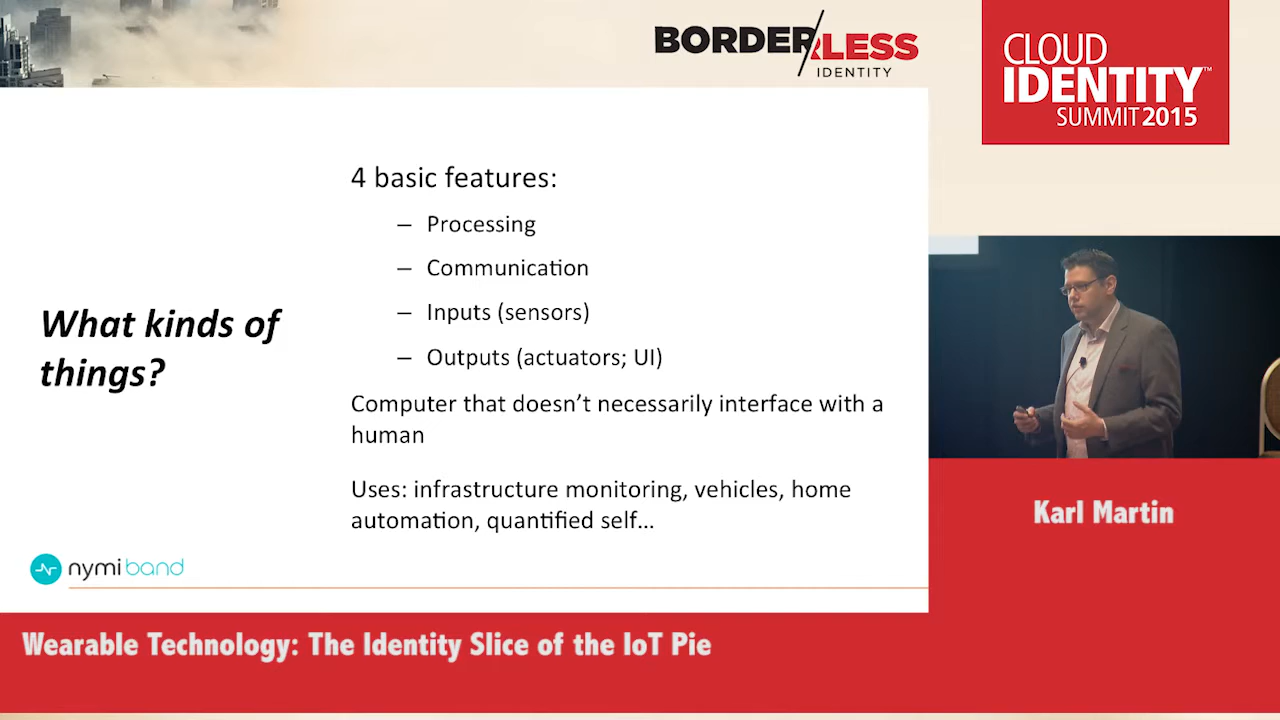 BORDERLESS
IDENTITY
CLOUD
IDENTITY™
SUMMIT 2015
4 basic features:
– Processing
– Communication
– Inputs (sensors)
– Outputs (actuators; UI)
What kinds of
things?
Computer that doesn't necessarily interface with a
human
Uses: infrastructure monitoring, vehicles, home
automation, quantified self...
nymi band
Karl Martin
Wearable Technology: The Identity Slice of the IoT Pie